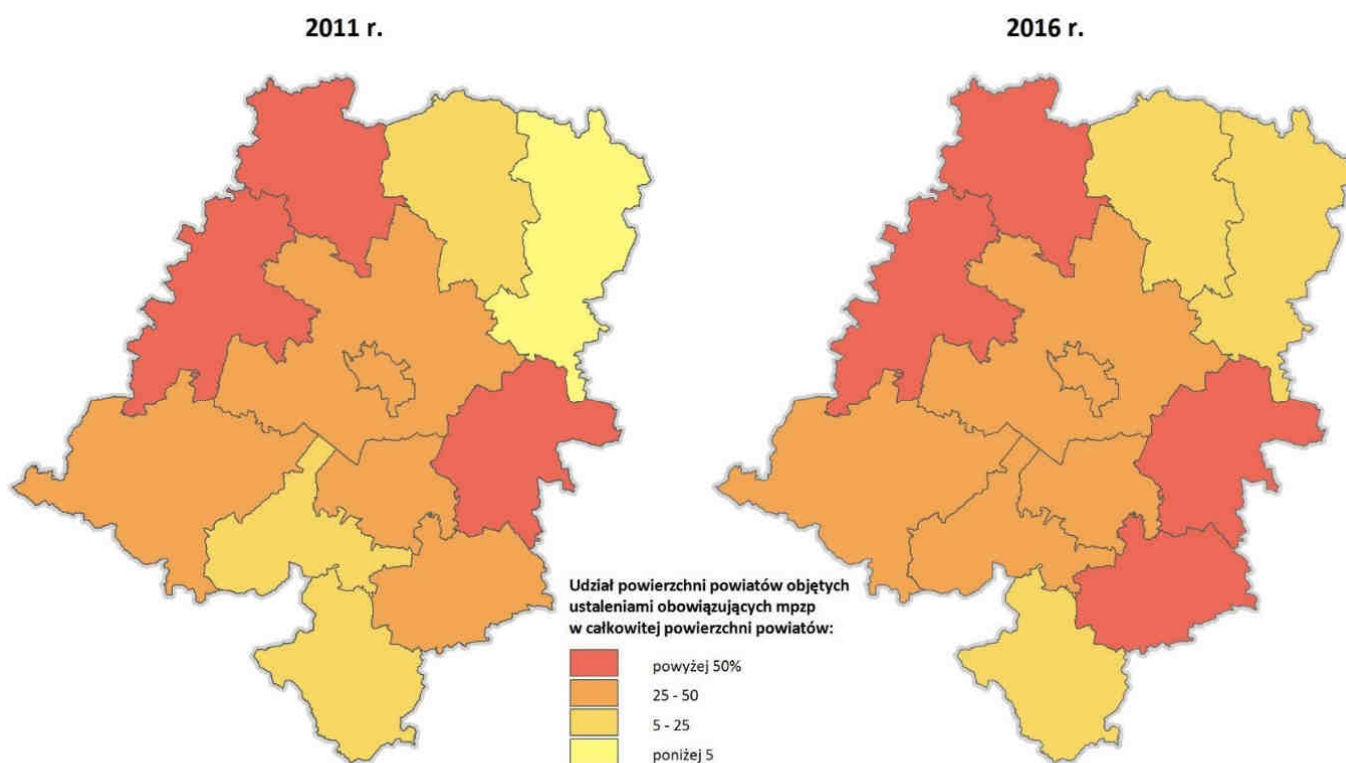 2011 r.
2016 r.
Udział powierzchni powiatów objętych
ustaleniami obowiązujących mpzp
w całkowitej powierzchni powiatów:
powyżej 50%
25 - 50
5 - 25
poniżej 5